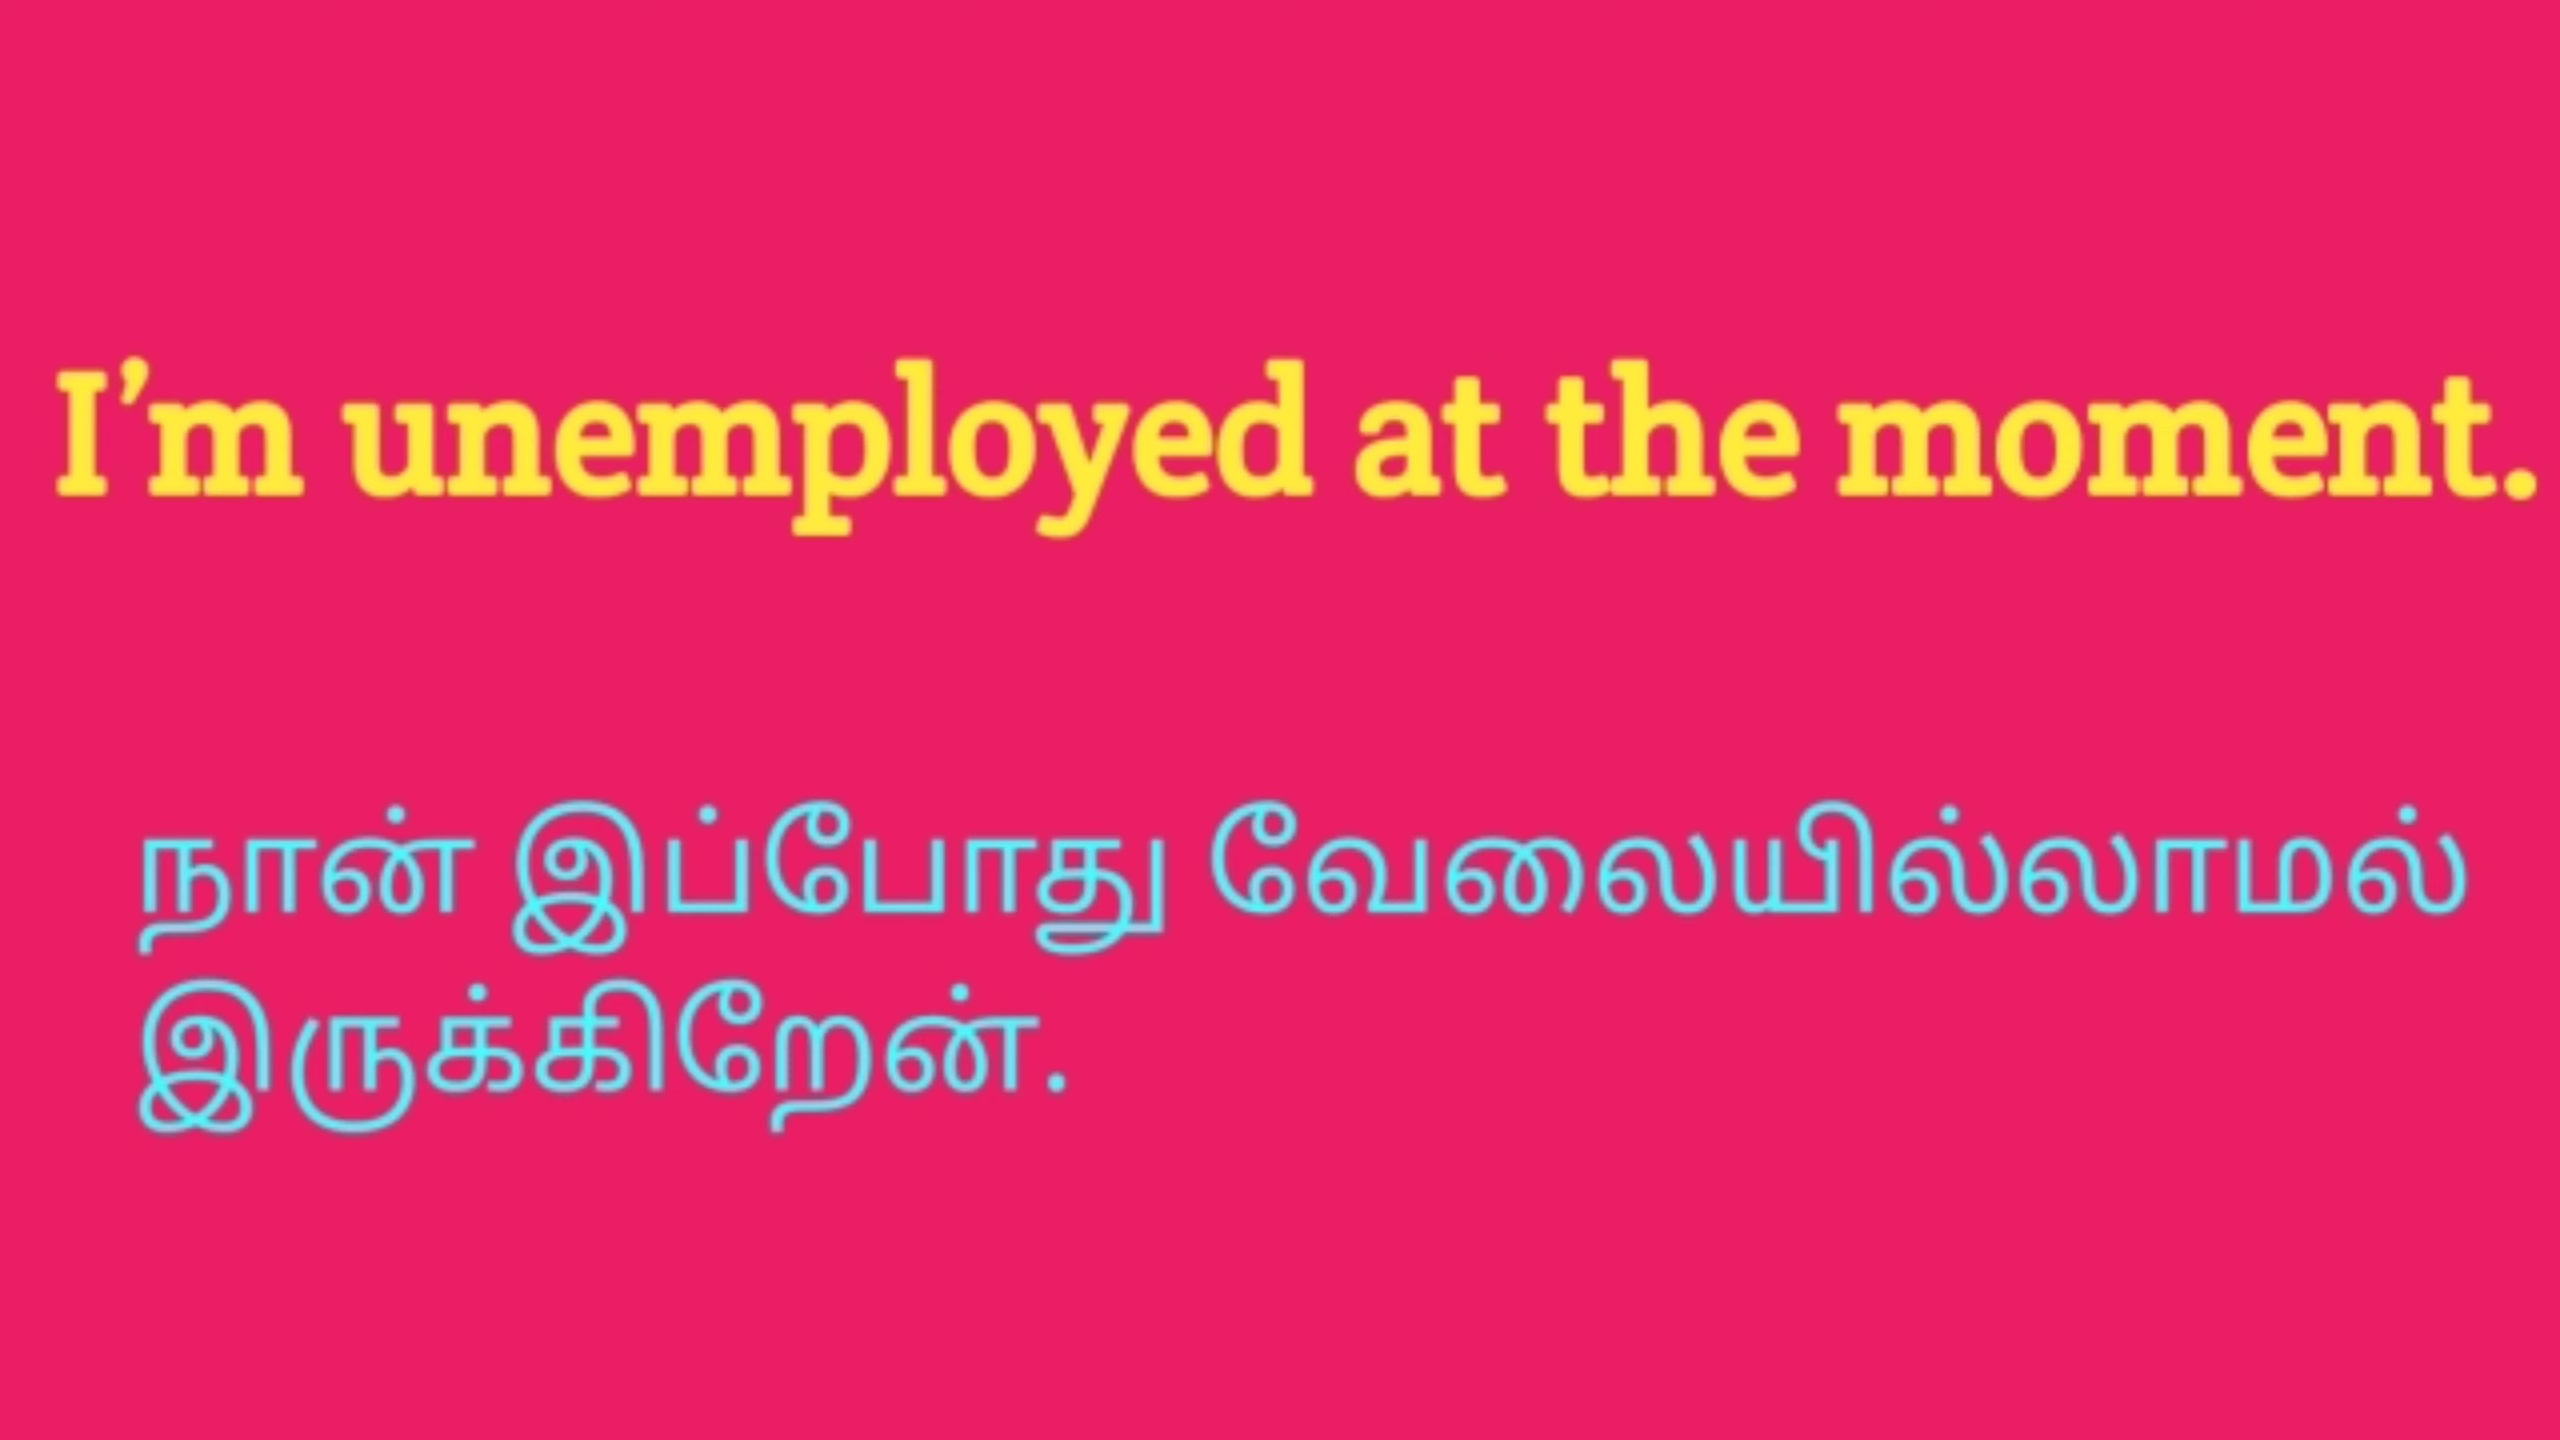 I’m unemployed at the moment.
நான் இப்போது வேலையில்லாமல்
இருக்கிறேன்.